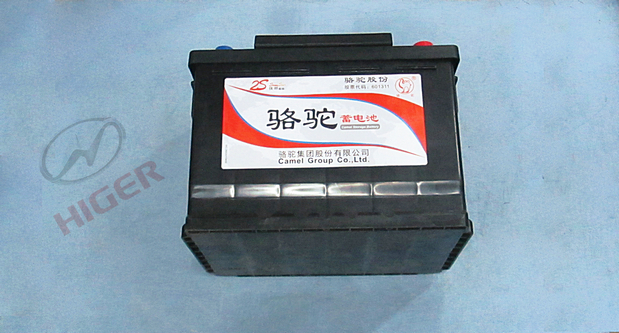 HIGER
25
骆驼股份
股票代码：601311
骆驼
蓄电池
骆驼集团股份有限公司
Camel Group Co.,Ltd.